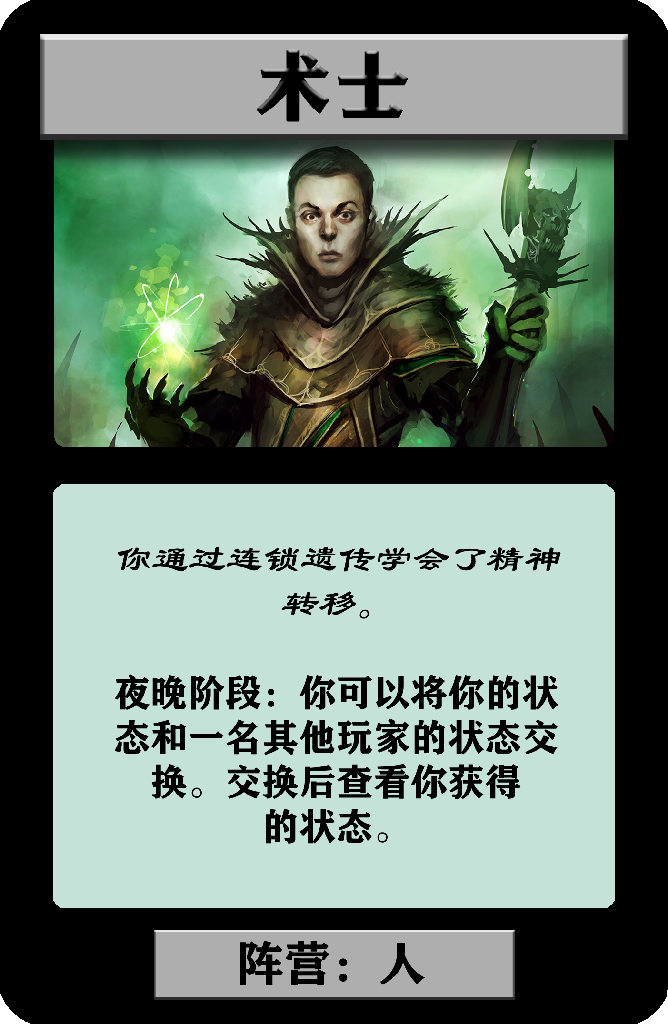 术士
你通过连锁遗传学会了精神
转移。
夜晚阶段：你可以将你的状
态和一名其他玩家的状态交
换。交换后查看你获得
的状态。
阵营：人